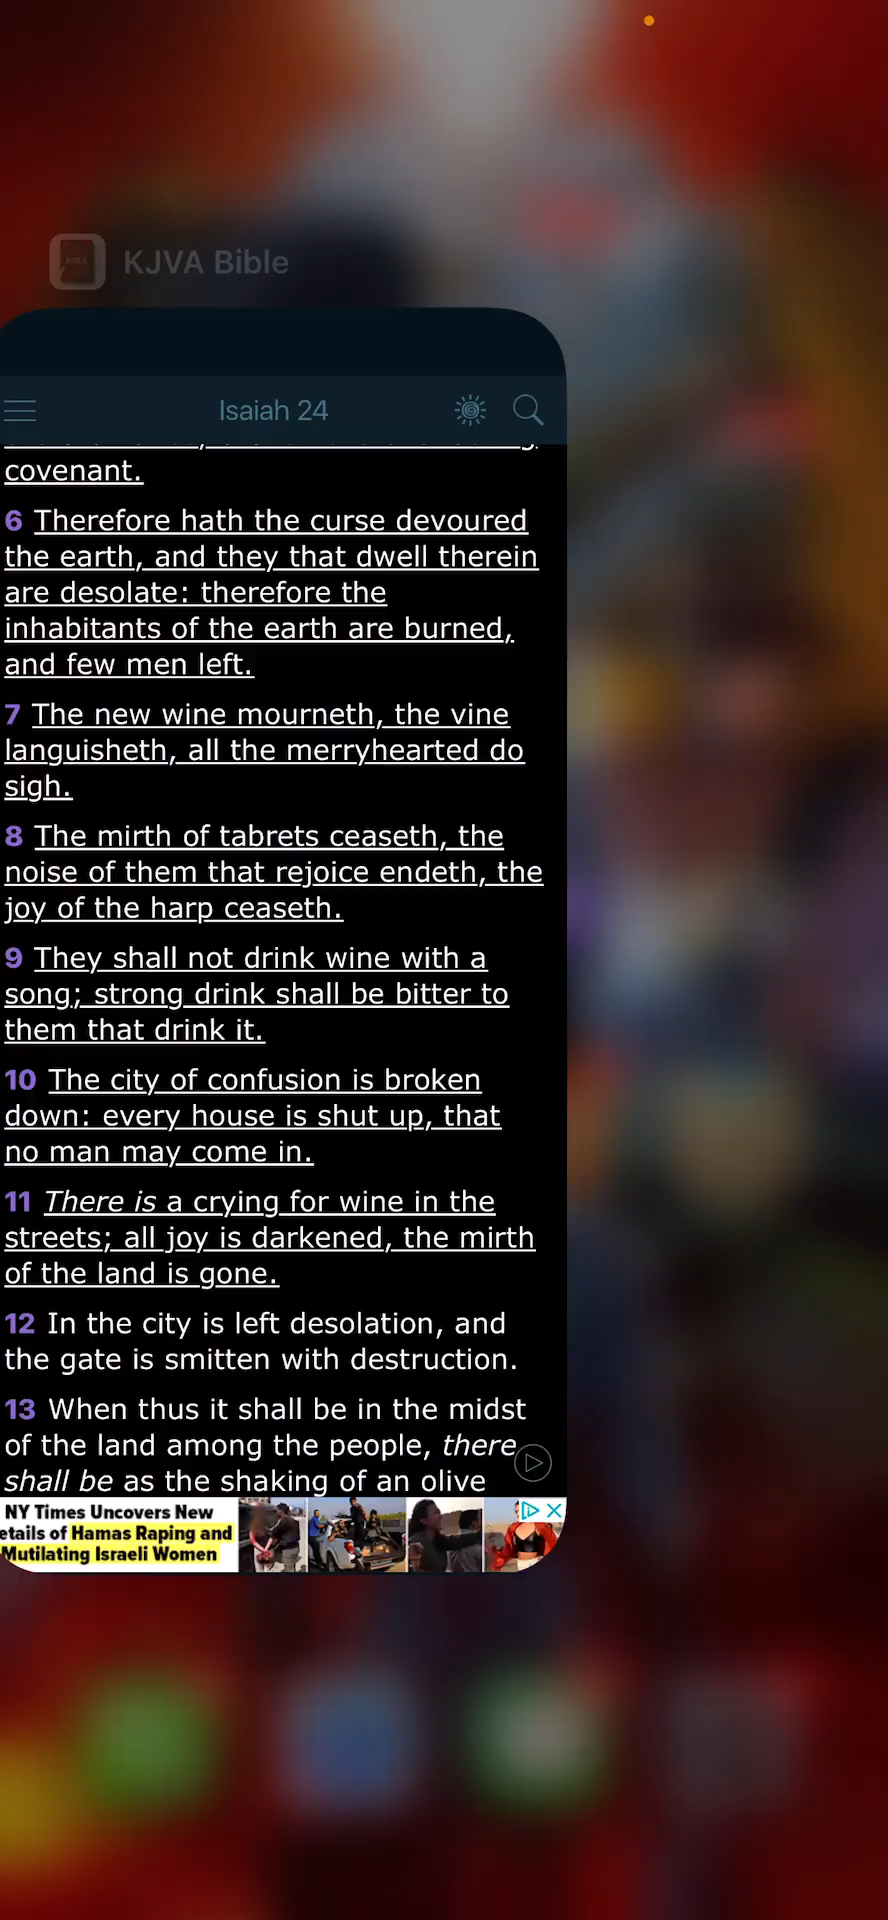 KJVA Bible
Isaiah 24
covenant.
6 Therefore hath the curse devoured
the earth, and they that dwell therein
are desolate: therefore the
inhabitants of the earth are burned,
and few men left.
7 The new wine mourneth, the vine
languisheth, all the merryhearted do
sigh.
8 The mirth of tabrets ceaseth, the
noise of them that rejoice endeth, the
joy of the harp ceaseth.
9 They shall not drink wine with a
song; strong drink shall be bitter to
them that drink it.
10 The city of confusion is broken
down: every house is shut up, that
no man may come in.
11 There is a crying for wine in the
streets; all joy is darkened, the mirth
of the land is gone.
12 In the city is left desolation, and
the gate is smitten with destruction.
13 When thus it shall be in the midst
of the land among the people, there
shall be as the shaking of an olive
NY Times Uncovers New
etails of Hamas Raping and
Mutilating Israeli Women